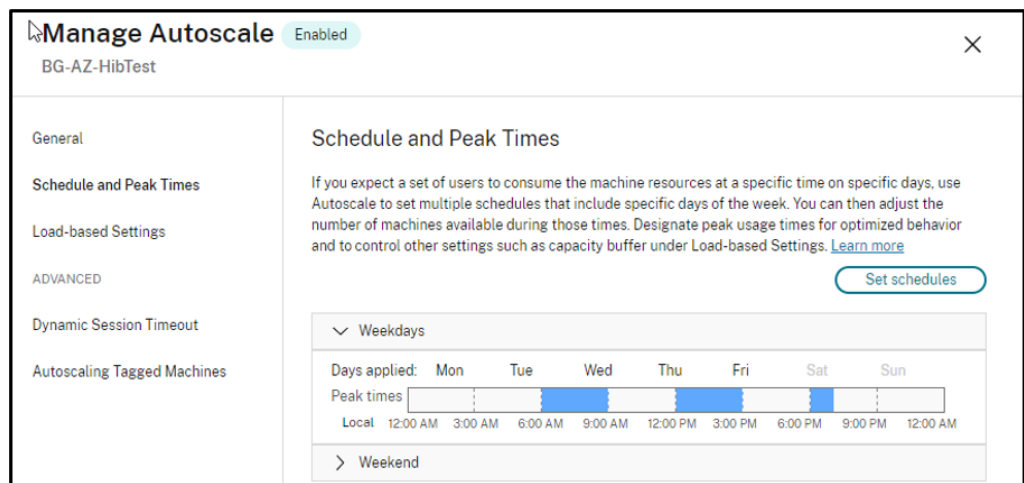 Manage Autoscale Enabled
BG-AZ-HibTest
General
Schedule and Peak Times
Load-based Settings
ADVANCED
Dynamic Session Timeout
Autoscaling Tagged Machines
Schedule and Peak Times
If you expect a set of users to consume the machine resources at a specific time on specific days, use
Autoscale to set multiple schedules that include specific days of the week. You can then adjust the
number of machines available during those times. Designate peak usage times for optimized behavior
and to control other settings such as capacity buffer under Load-based Settings. Learn more
Set schedules
Weekdays
Days applied: Mon Tue Wed Thu Fri Sat Sun
Peak times
Local 12:00 AM 3:00 AM 6:00 AM 9:00 AM 12:00 PM 3:00 PM 6:00 PM 9:00 PM 12:00 AM
Weekend